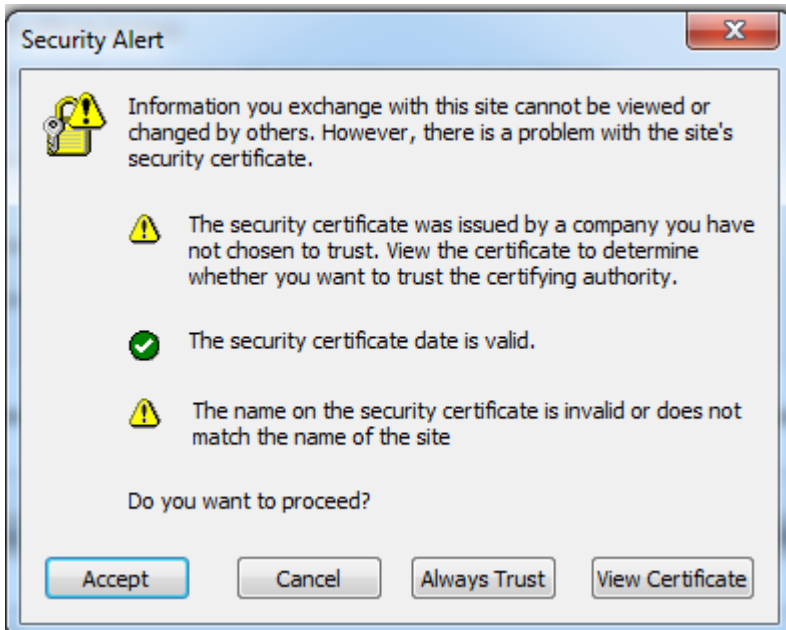 Security Alert
Information you exchange with this site cannot be viewed or
changed by others. However, there is a problem with the site's
security certificate.
The security certificate was issued by a company you have
not chosen to trust. View the certificate to determine
whether you want to trust the certifying authority.
The security certificate date is valid.
The name on the security certificate is invalid or does not
match the name of the site
Do you want to proceed?
Accept Cancel Always Trust View Certificate